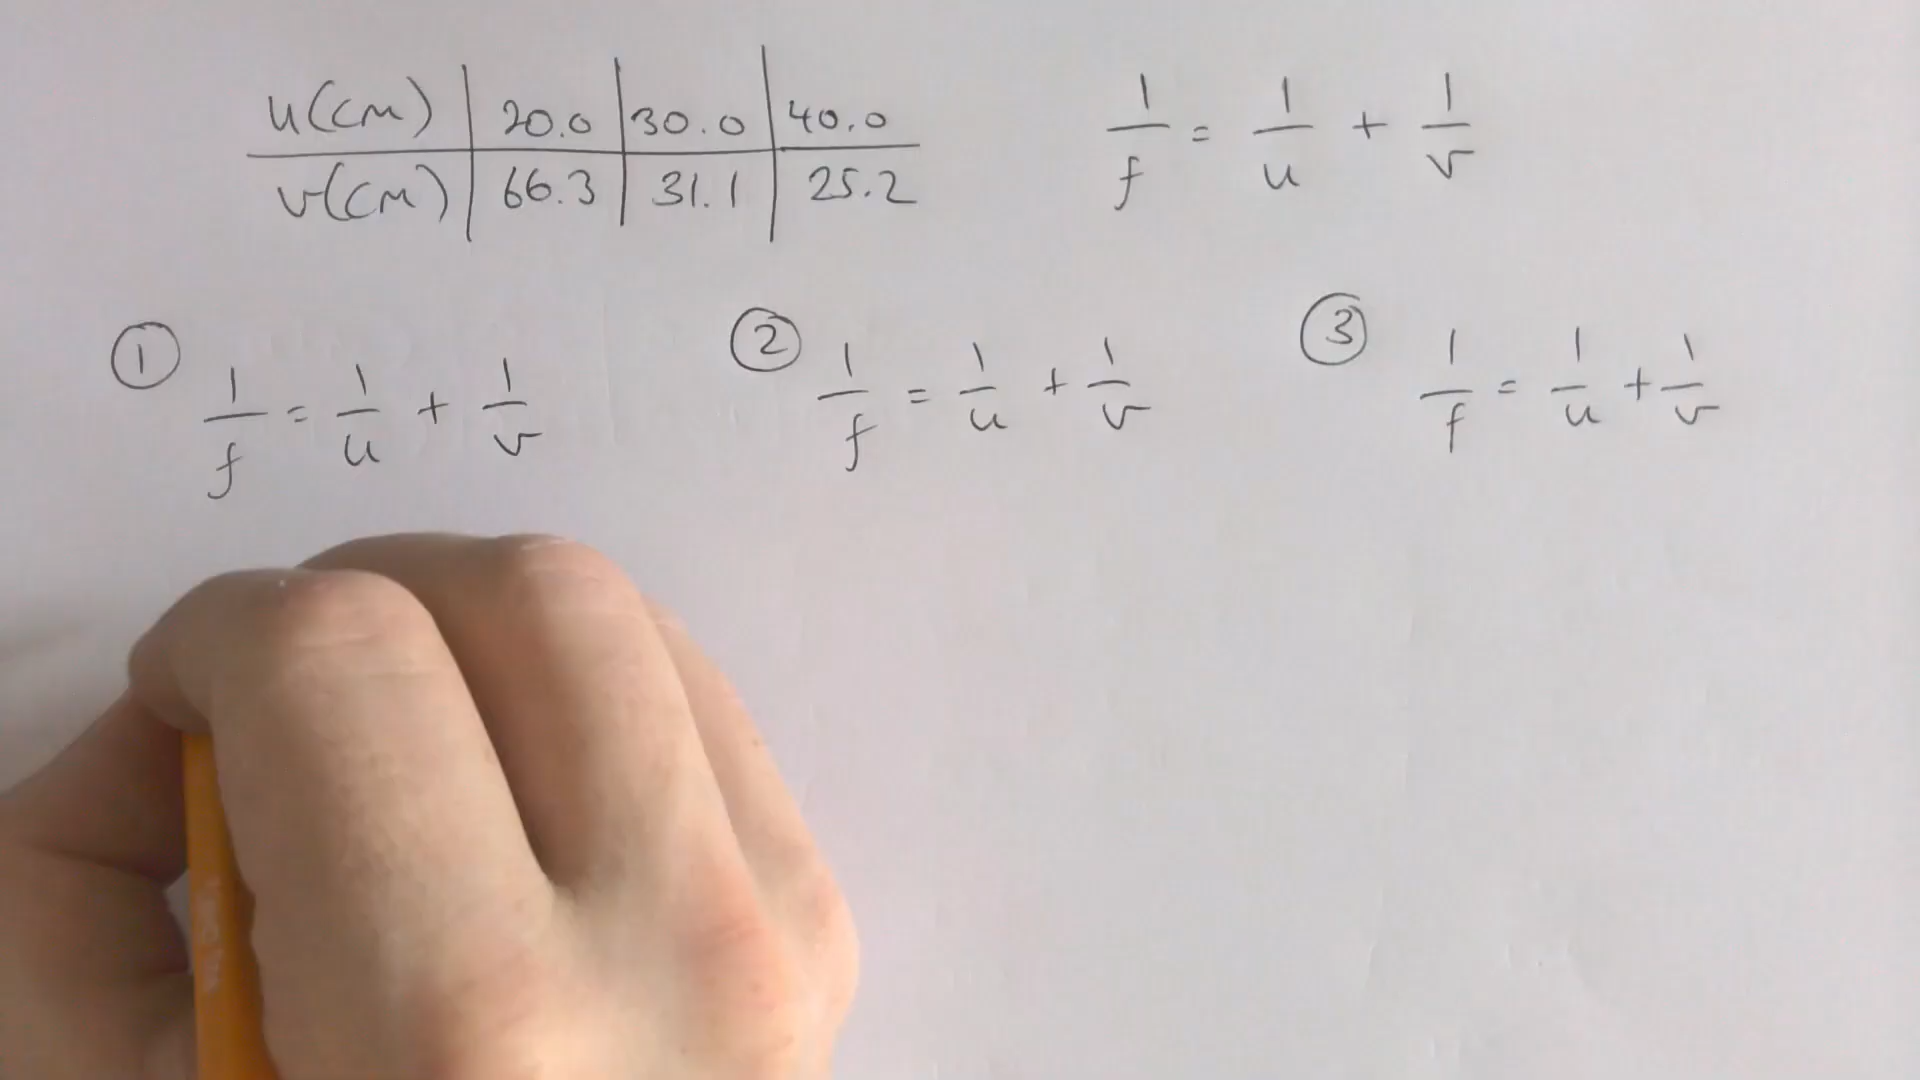 u(cm) | 20.0 | 30.0 | 40.0
v(cm) | 66.3 | 31.1 | 25.2
1/f = 1/u + 1/v
① 1/f = 1/u + 1/v
② 1/f = 1/u + 1/v
③ 1/f = 1/u + 1/v